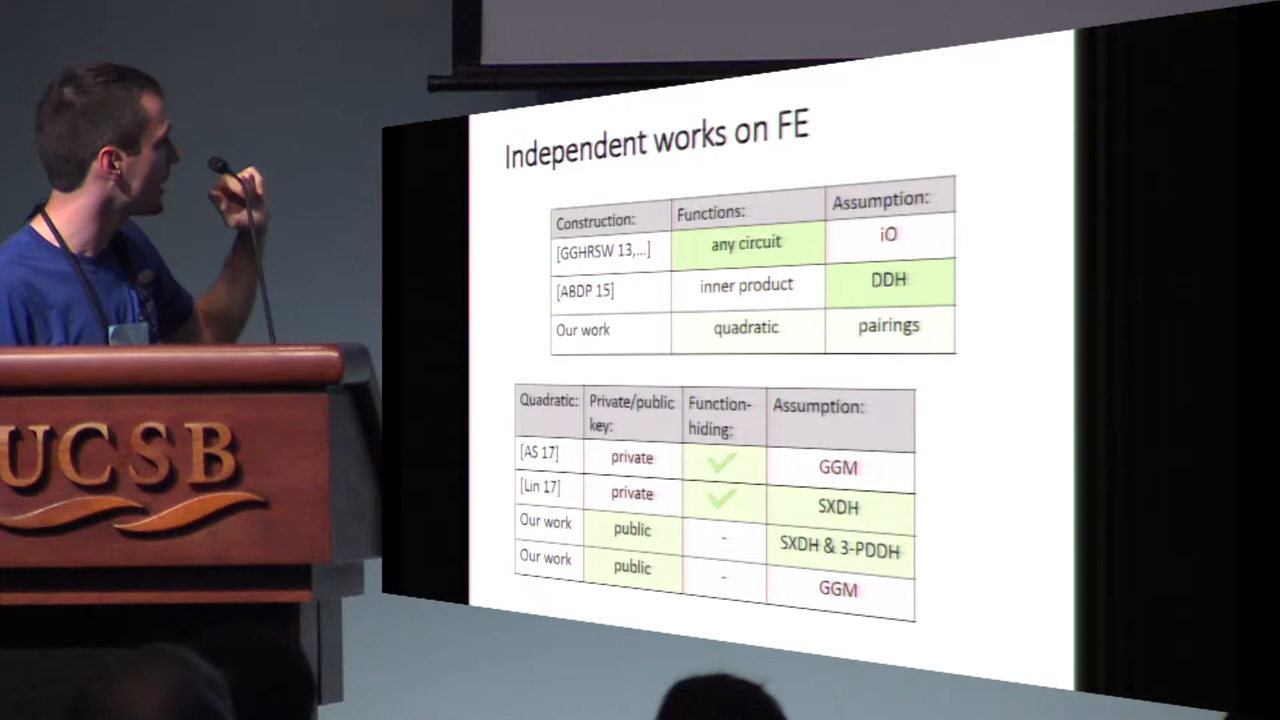 Independent works on FE
Construction: Functions: Assumption:
[GGHRSW 13,...] any circuit iO
[ABDP 15] inner product DDH
Our work quadratic pairings
Quadratic: Private/public key: Function-hiding: Assumption:
[AS 17] private ✓ GGM
[Lin 17] private ✓ SXDH
Our work public - SXDH & 3-PDDH
Our work public - GGM
UCSB